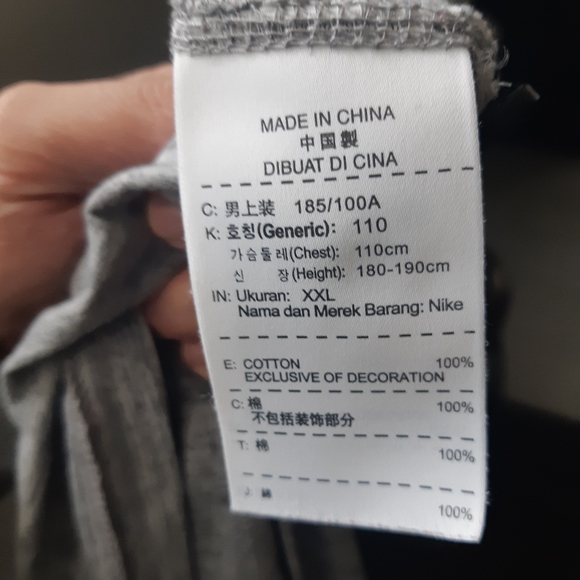 MADE IN CHINA
中国製
DIBUAT DI CINA
C: 男上装 185/100A
K: 호칭(Generic): 110
가슴둘레(Chest): 110cm
신 장(Height): 180-190cm
IN: Ukuran: XXL
Nama dan Merek Barang: Nike
E: COTTON 100%
EXCLUSIVE OF DECORATION
C: 棉 100%
不包括装饰部分
T: 棉 100%
J: 綿 100%